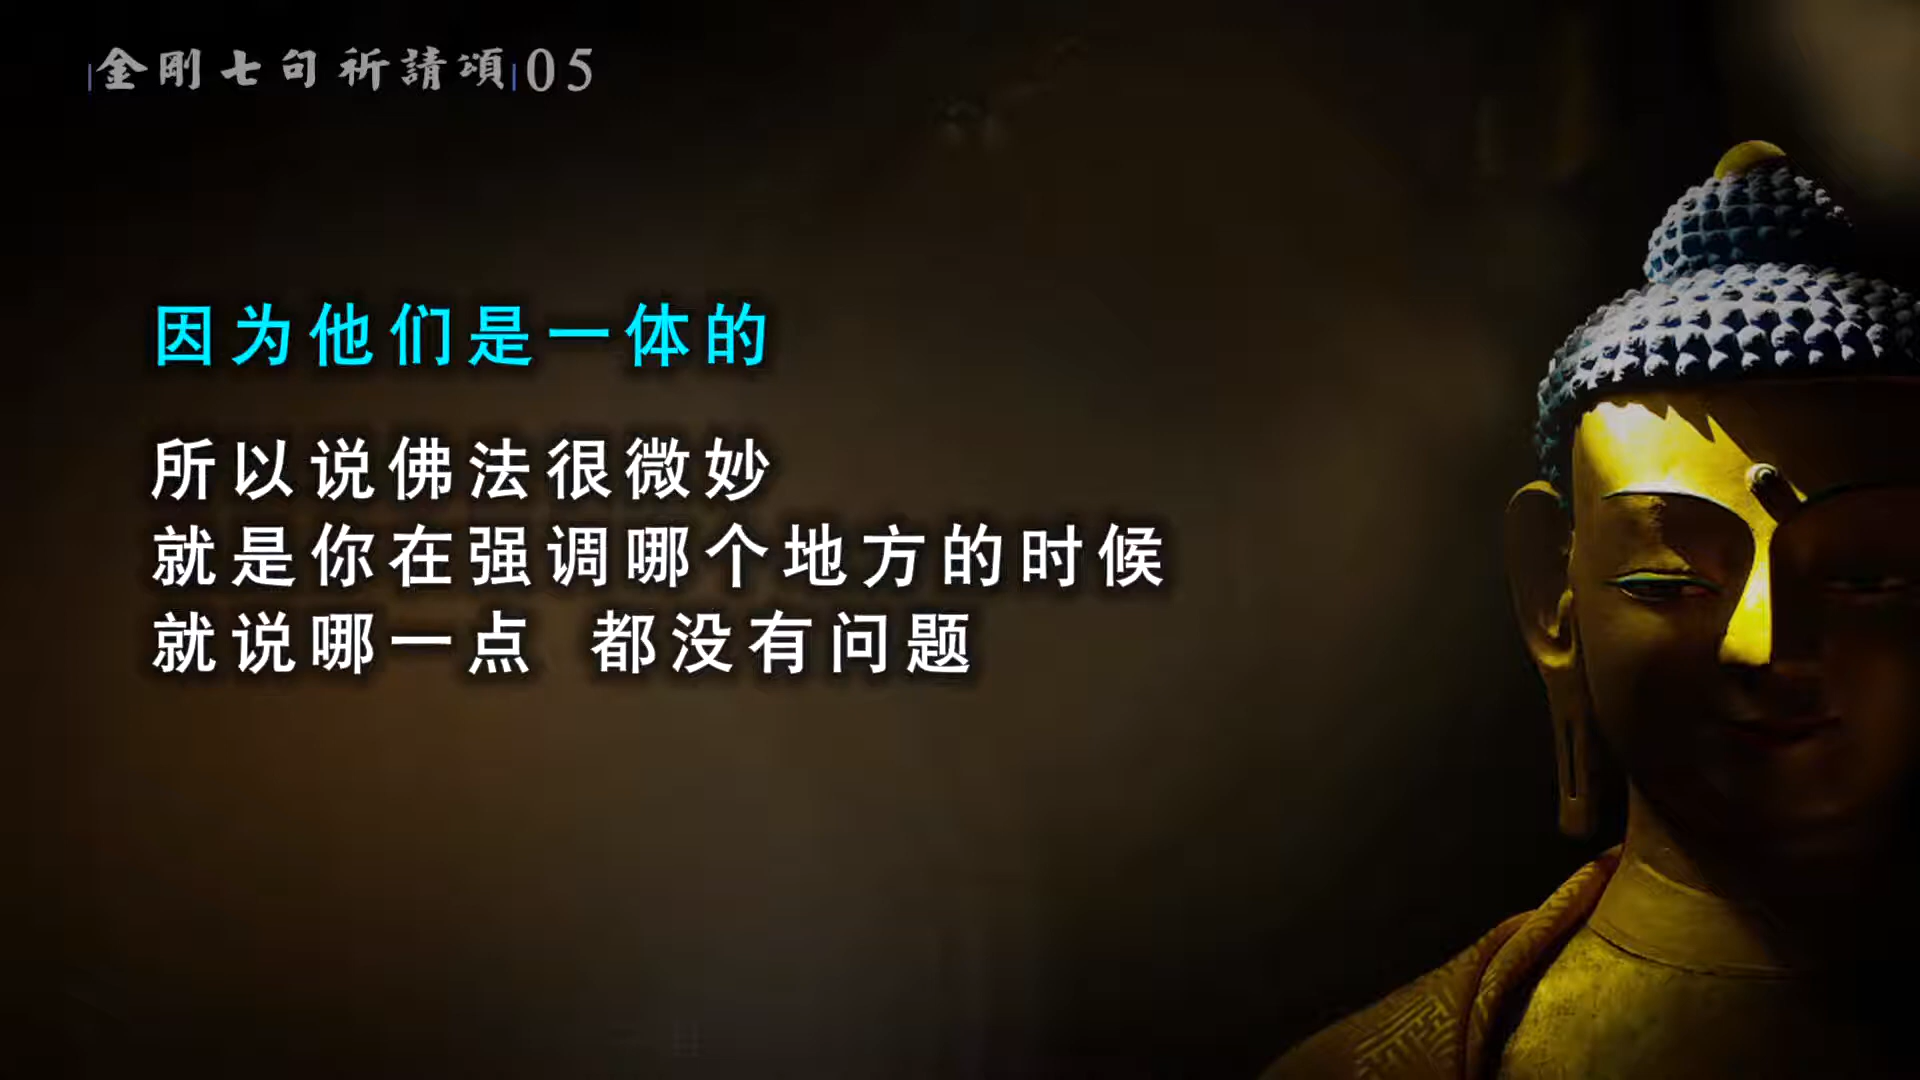 金剛七句祈請頌05
因为他们是一体的
所以说佛法很微妙
就是你在强调哪个地方的时候
就说哪一点 都没有问题